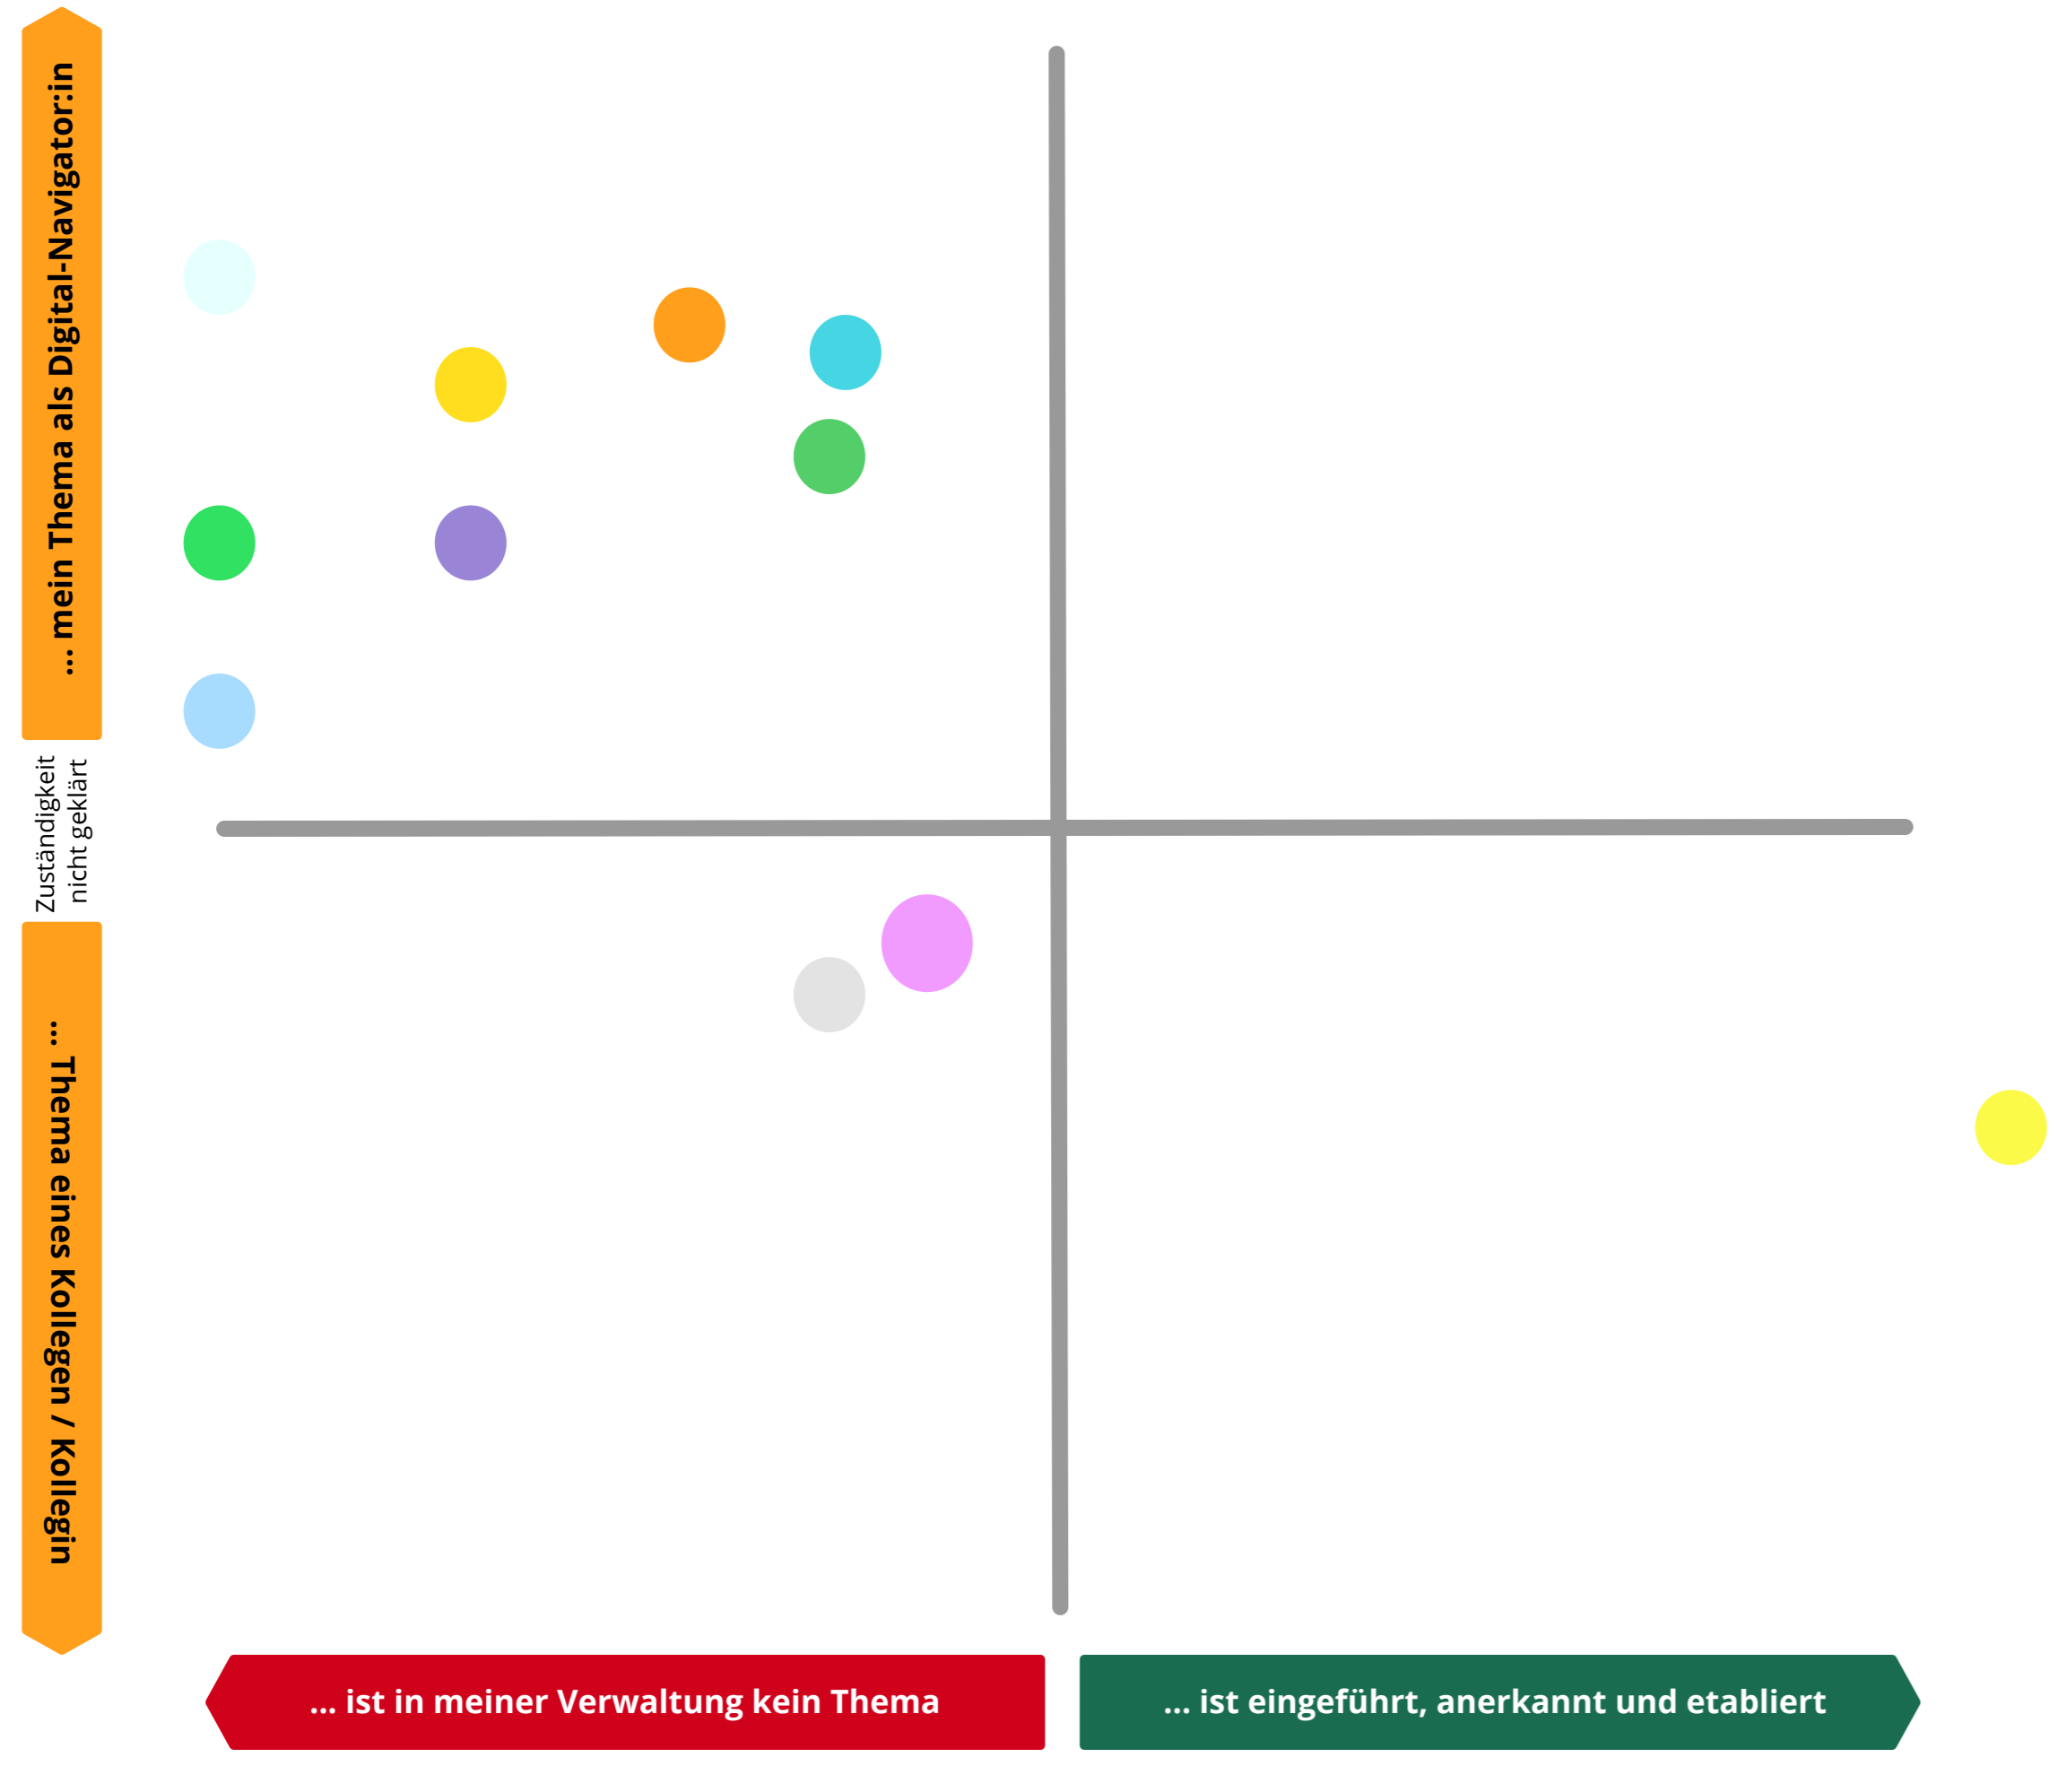 ... mein Thema als Digital-Navigator:in
Zuständigkeit
nicht geklärt
... Thema eines Kollegen / Kollegin
... ist in meiner Verwaltung kein Thema
... ist eingeführt, anerkannt und etabliert